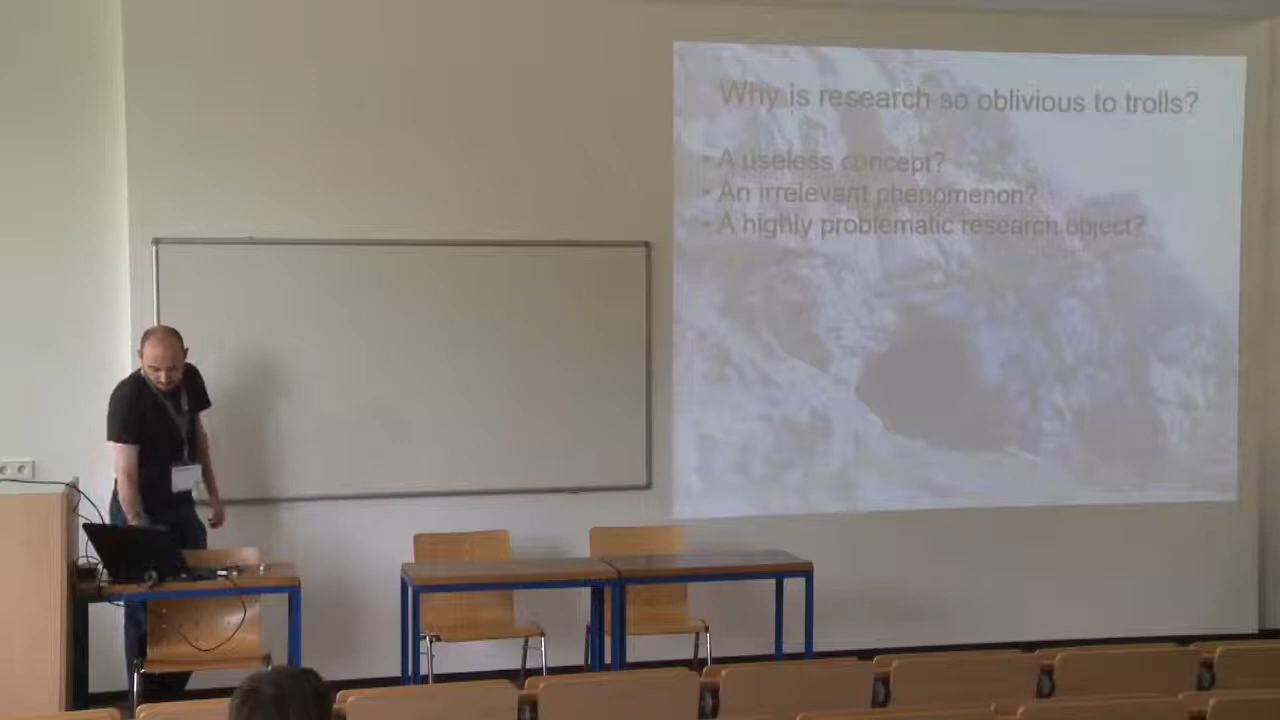 Why is research so oblivious to trolls?
• A useless concept?
• An irrelevant phenomenon?
• A highly problematic research object?